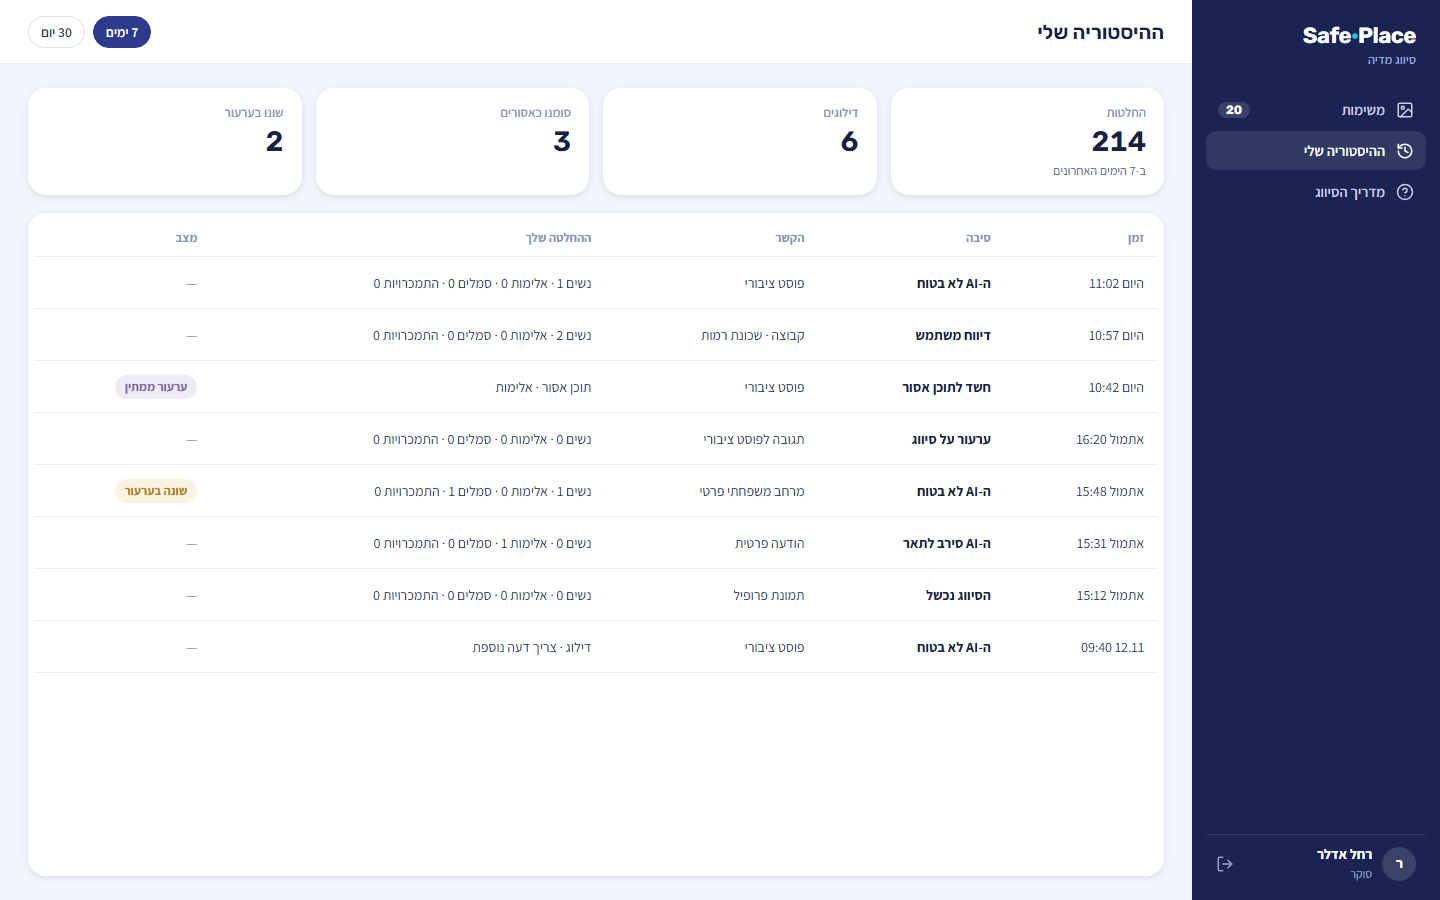 Safe•Place
סיווג מדיה
משימות 20
ההיסטוריה שלי
מדריך הסיווג
רחל אדלר
סוקר
ר
ההיסטוריה שלי
7 ימים
30 יום
החלטות
214
ב-7 הימים האחרונים
דילוגים
6
סומנו כאסורים
3
שונו בערעור
2
זמן סיבה הקשר ההחלטה שלך מצב
היום 11:02 ה-AI לא בטוח פוסט ציבורי נשים 1 · אלימות 0 · סמלים 0 · התמכרויות 0 —
היום 10:57 דיווח משתמש קבוצה · שכונת רמות נשים 2 · אלימות 0 · סמלים 0 · התמכרויות 0 —
היום 10:42 חשד לתוכן אסור פוסט ציבורי תוכן אסור · אלימות ערעור ממתין
אתמול 16:20 ערעור על סיווג תגובה לפוסט ציבורי נשים 0 · אלימות 0 · סמלים 0 · התמכרויות 0 —
אתמול 15:48 ה-AI לא בטוח מרחב משפחתי פרטי נשים 1 · אלימות 0 · סמלים 1 · התמכרויות 0 שונה בערעור
אתמול 15:31 ה-AI סירב לתאר הודעה פרטית נשים 0 · אלימות 1 · סמלים 0 · התמכרויות 0 —
אתמול 15:12 הסיווג נכשל תמונת פרופיל נשים 0 · אלימות 0 · סמלים 0 · התמכרויות 0 —
12.11 09:40 ה-AI לא בטוח פוסט ציבורי דילוג · צריך דעה נוספת —